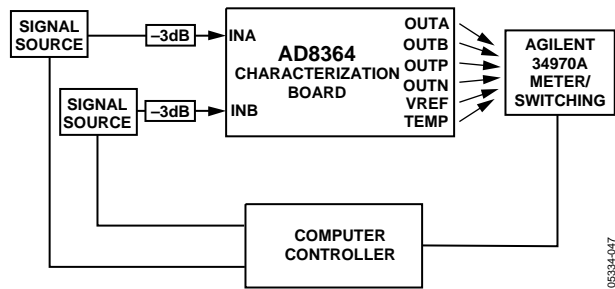 SIGNAL
SOURCE
–3dB
INA
SIGNAL
SOURCE
–3dB
INB
AD8364
CHARACTERIZATION
BOARD
OUTA
OUTB
OUTP
OUTN
VREF
TEMP
AGILENT
34970A
METER/
SWITCHING
COMPUTER
CONTROLLER
05334-047